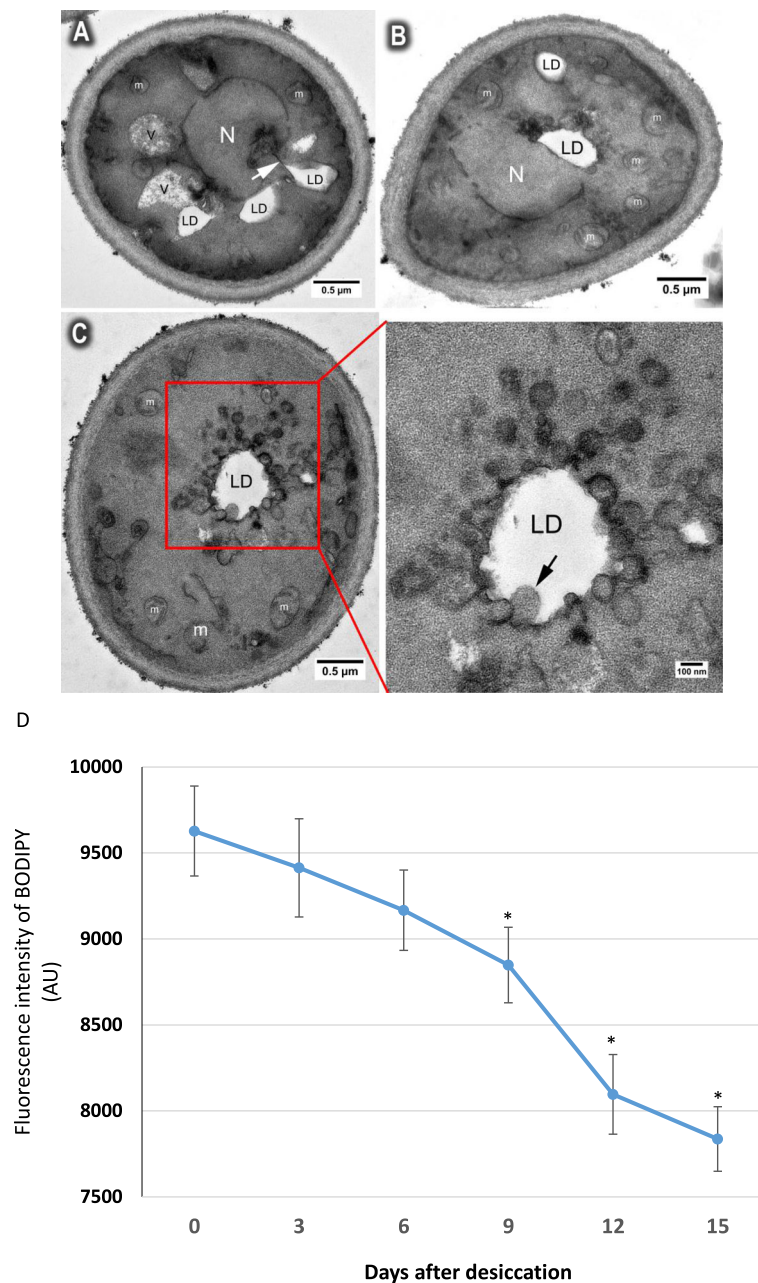 A
m
m
V
N
V
LD
LD
LD
0.5 µm
B
LD
m
m
LD
m
N
m
m
0.5 µm
C
m
LD
m
m
m
0.5 µm
LD
100 nm
D
Fluorescence intensity of BODIPY
(AU)
10000
9500
9000
8500
8000
7500
*
*
*
0 3 6 9 12 15
Days after desiccation